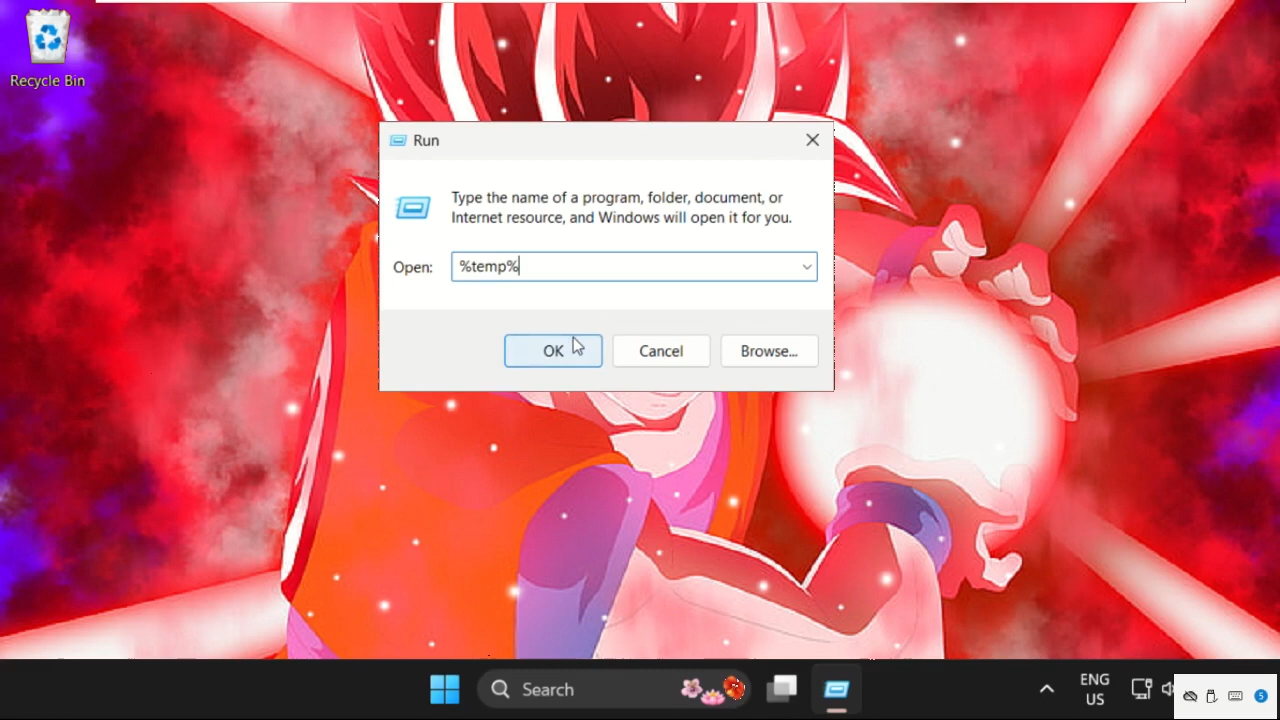 Recycle Bin
Run
Type the name of a program, folder, document, or
Internet resource, and Windows will open it for you.
Open:
%temp%
OK
Cancel
Browse...
Search
ENG
US
5